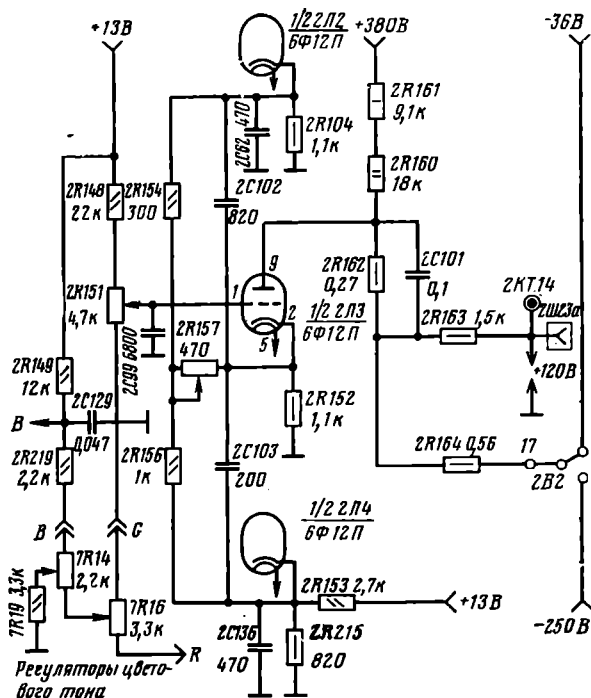 +13В
1/2 2Л2
6Ф12П
+380В
-36В
2С62 470
2R104
1,1к
2R161
9,1к
2R148
22к
2R154
300
2С102
820
2R160
18к
9
2R162
0,27
2С101
0,1
2КТ.14
2Ш23а
2R151
4,7к
1
2
5
1/2 2Л3
6Ф12П
2R163 1,5к
2С99 6800
2R157
470
+120В
2R149
12к
2R152
1,1к
В
2С129
0,047
2R156
1к
2С103
200
2R164 0,56
17
2В2
2R219
2,2к
В
G
1/2 2Л4
6Ф12П
7R14
2,2к
7R19 3,3к
7R16
3,3к
2R153 2,7к
+13В
2С136
470
2R215
820
-250В
R
Регуляторы цвето-
вого тона